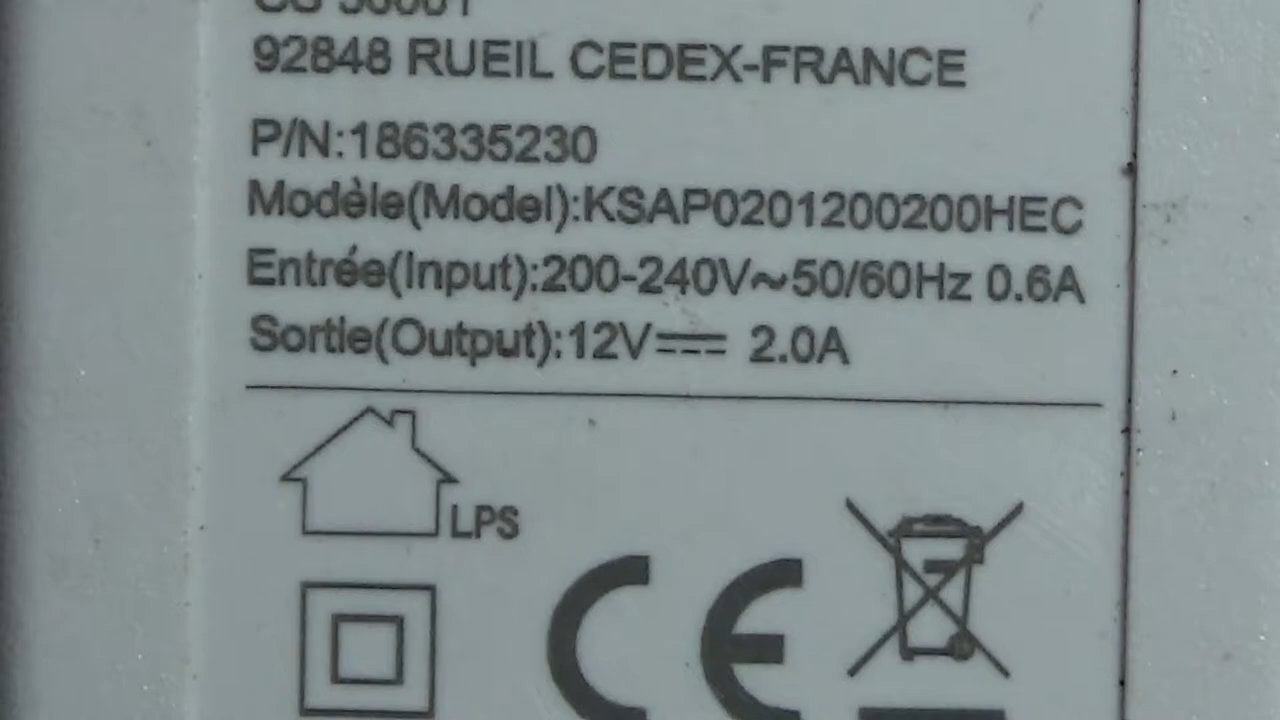 92848 RUEIL CEDEX-FRANCE
P/N:186335230
Modèle(Model):KSAP0201200200HEC
Entrée(Input):200-240V~50/60Hz 0.6A
Sortie(Output):12V⎓ 2.0A
LPS
CE